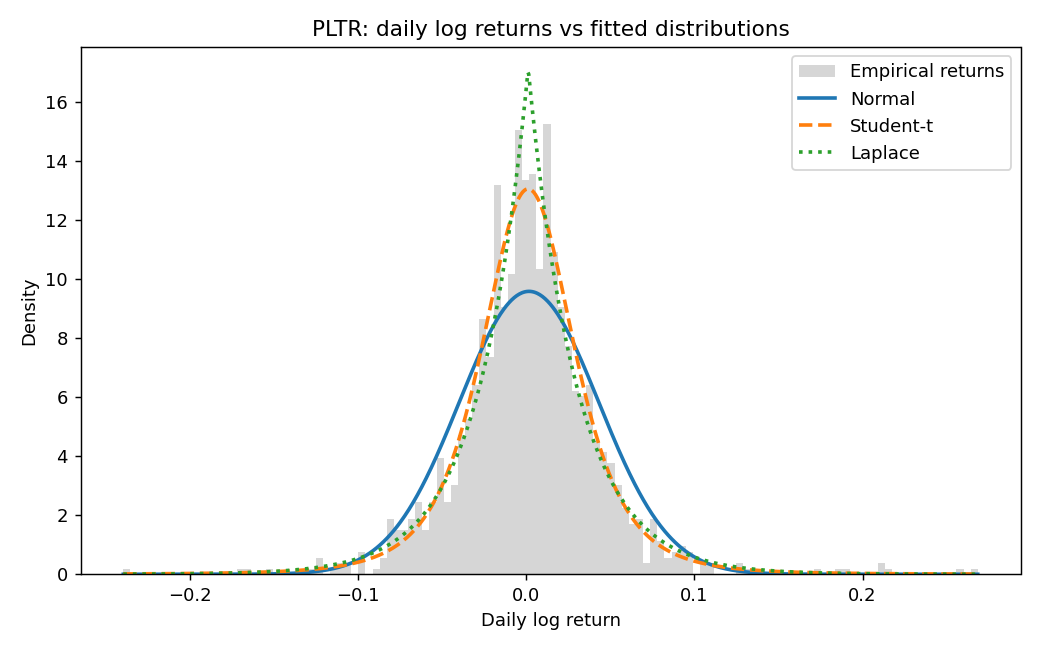 PLTR: daily log returns vs fitted distributions
Empirical returns
Normal
Student-t
Laplace
16
14
12
10
8
6
4
2
0
Density
−0.2
−0.1
0.0
0.1
0.2
Daily log return